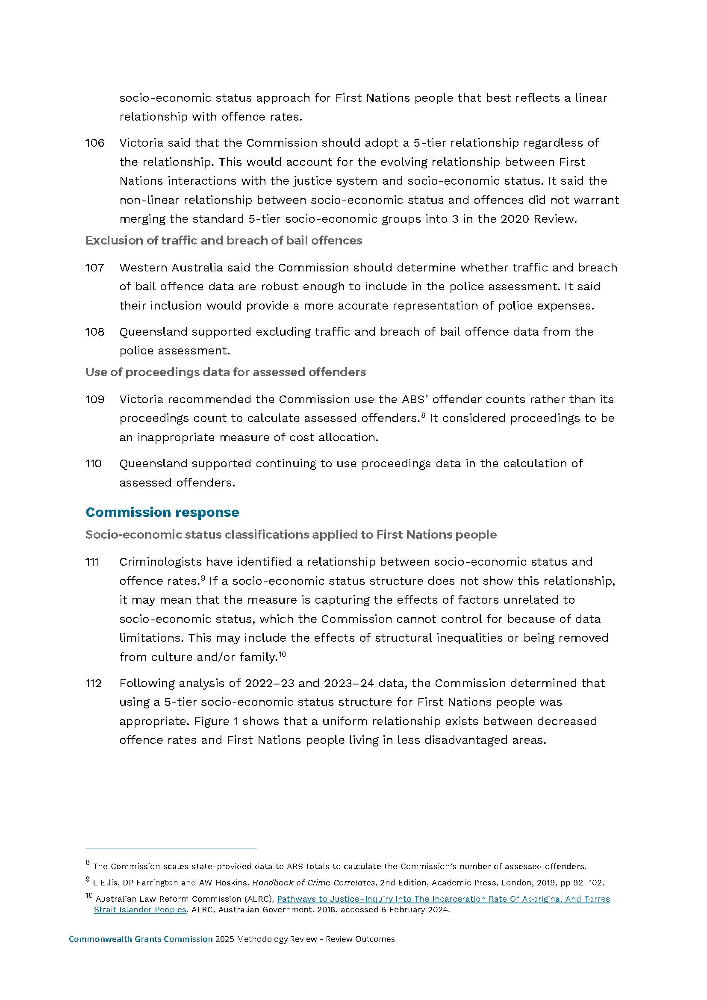 socio-economic status approach for First Nations people that best reflects a linear
relationship with offence rates.
106 Victoria said that the Commission should adopt a 5-tier relationship regardless of
the relationship. This would account for the evolving relationship between First
Nations interactions with the justice system and socio-economic status. It said the
non-linear relationship between socio-economic status and offences did not warrant
merging the standard 5-tier socio-economic groups into 3 in the 2020 Review.
Exclusion of traffic and breach of bail offences
107 Western Australia said the Commission should determine whether traffic and breach
of bail offence data are robust enough to include in the police assessment. It said
their inclusion would provide a more accurate representation of police expenses.
108 Queensland supported excluding traffic and breach of bail offence data from the
police assessment.
Use of proceedings data for assessed offenders
109 Victoria recommended the Commission use the ABS’ offender counts rather than its
proceedings count to calculate assessed offenders.8 It considered proceedings to be
an inappropriate measure of cost allocation.
110 Queensland supported continuing to use proceedings data in the calculation of
assessed offenders.
Commission response
Socio-economic status classifications applied to First Nations people
111 Criminologists have identified a relationship between socio-economic status and
offence rates.9 If a socio-economic status structure does not show this relationship,
it may mean that the measure is capturing the effects of factors unrelated to
socio-economic status, which the Commission cannot control for because of data
limitations. This may include the effects of structural inequalities or being removed
from culture and/or family.10
112 Following analysis of 2022–23 and 2023–24 data, the Commission determined that
using a 5-tier socio-economic status structure for First Nations people was
appropriate. Figure 1 shows that a uniform relationship exists between decreased
offence rates and First Nations people living in less disadvantaged areas.
8 The Commission scales state-provided data to ABS totals to calculate the Commission’s number of assessed offenders.
9 L Ellis, DP Farrington and AW Hoskins, Handbook of Crime Correlates, 2nd Edition, Academic Press, London, 2019, pp 92–102.
10 Australian Law Reform Commission (ALRC), Pathways to Justice–Inquiry Into The Incarceration Rate Of Aboriginal And Torres
Strait Islander Peoples, ALRC, Australian Government, 2018, accessed 6 February 2024.
Commonwealth Grants Commission 2025 Methodology Review – Review Outcomes